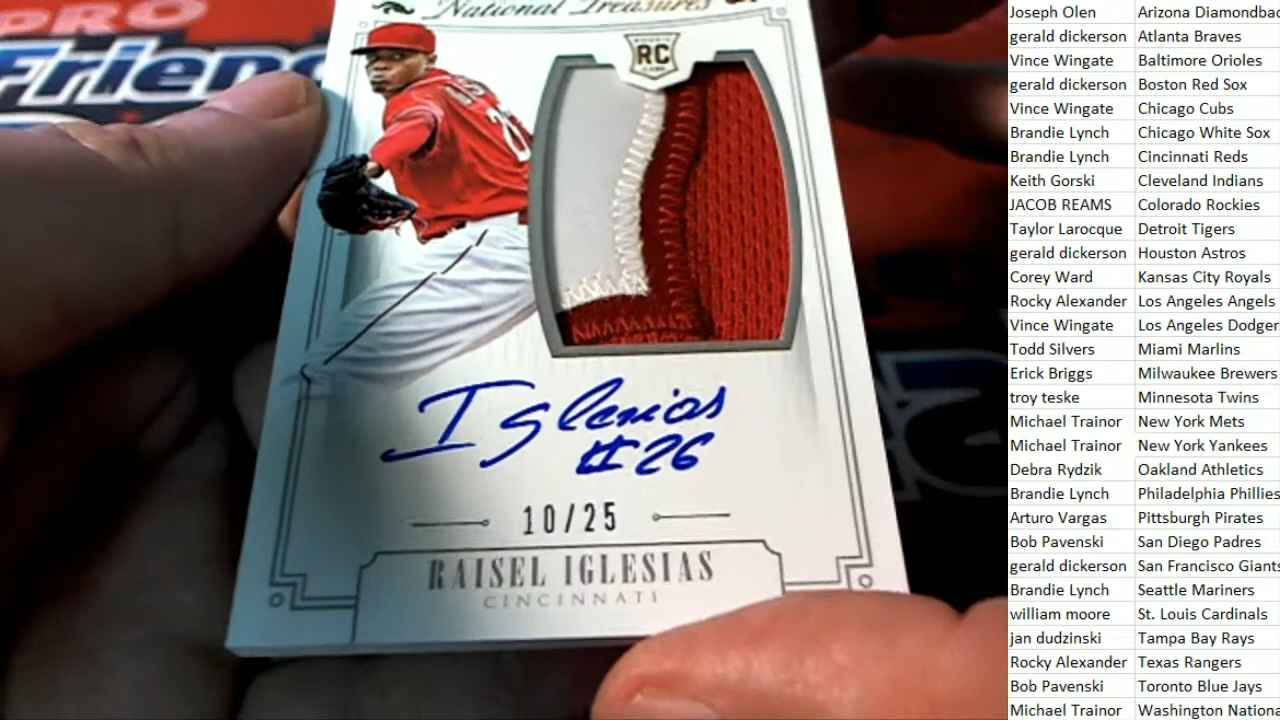 PRO
Frien
National Treasures
RC
Iglesias
#26
10/25
RAISEL IGLESIAS
CINCINNATI
Joseph Olen Arizona Diamondbac
gerald dickerson Atlanta Braves
Vince Wingate Baltimore Orioles
gerald dickerson Boston Red Sox
Vince Wingate Chicago Cubs
Brandie Lynch Chicago White Sox
Brandie Lynch Cincinnati Reds
Keith Gorski Cleveland Indians
JACOB REAMS Colorado Rockies
Taylor Larocque Detroit Tigers
gerald dickerson Houston Astros
Corey Ward Kansas City Royals
Rocky Alexander Los Angeles Angels
Vince Wingate Los Angeles Dodger
Todd Silvers Miami Marlins
Erick Briggs Milwaukee Brewers
troy teske Minnesota Twins
Michael Trainor New York Mets
Michael Trainor New York Yankees
Debra Rydzik Oakland Athletics
Brandie Lynch Philadelphia Phillies
Arturo Vargas Pittsburgh Pirates
Bob Pavenski San Diego Padres
gerald dickerson San Francisco Giants
Brandie Lynch Seattle Mariners
william moore St. Louis Cardinals
jan dudzinski Tampa Bay Rays
Rocky Alexander Texas Rangers
Bob Pavenski Toronto Blue Jays
Michael Trainor Washington Nationa